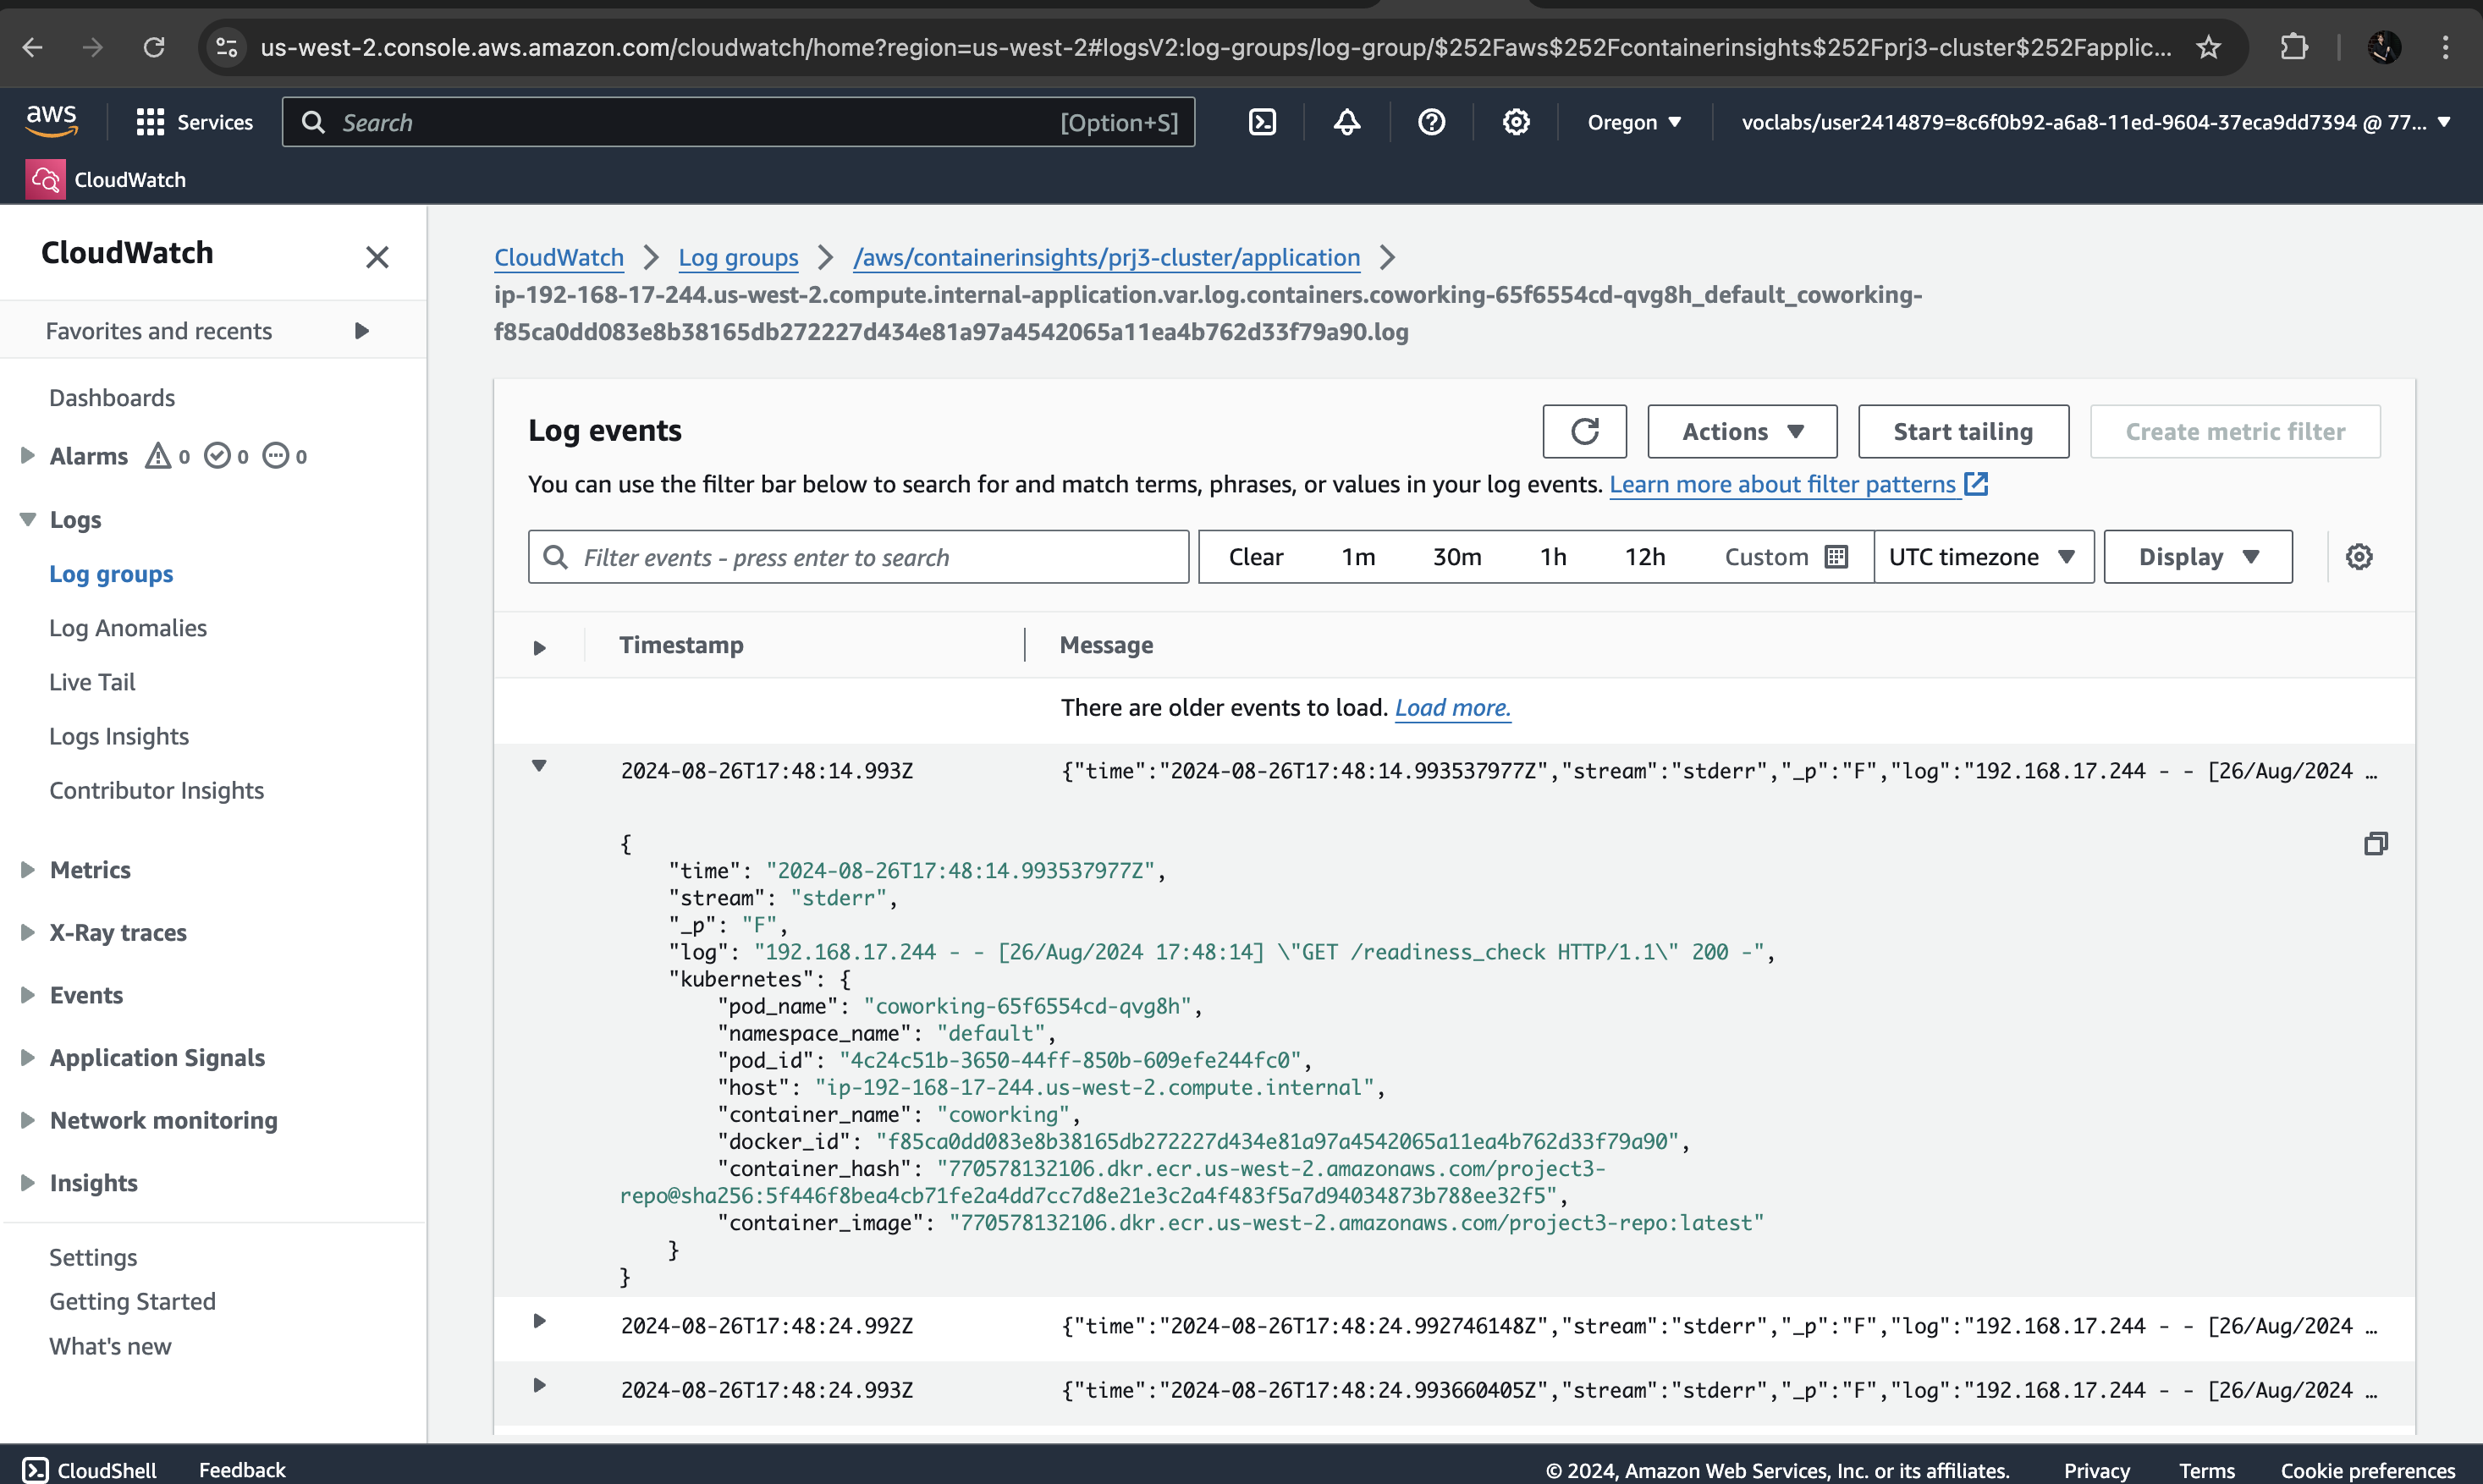 us-west-2.console.aws.amazon.com/cloudwatch/home?region=us-west-2#logsV2:log-groups/log-group/$252Faws$252Fcontainerinsights$252Fprj3-cluster$252Fapplic...
aws
Services
Search
[Option+S]
Oregon
voclabs/user2414879=8c6f0b92-a6a8-11ed-9604-37eca9dd7394 @ 77...
CloudWatch
CloudWatch
Favorites and recents
Dashboards
Alarms 0 0 0
Logs
Log groups
Log Anomalies
Live Tail
Logs Insights
Contributor Insights
Metrics
X-Ray traces
Events
Application Signals
Network monitoring
Insights
Settings
Getting Started
What's new
CloudWatch > Log groups > /aws/containerinsights/prj3-cluster/application >
ip-192-168-17-244.us-west-2.compute.internal-application.var.log.containers.coworking-65f6554cd-qvg8h_default_coworking-
f85ca0dd083e8b38165db272227d434e81a97a4542065a11ea4b762d33f79a90.log
Log events
Actions
Start tailing
Create metric filter
You can use the filter bar below to search for and match terms, phrases, or values in your log events. Learn more about filter patterns
Filter events - press enter to search
Clear 1m 30m 1h 12h Custom
UTC timezone
Display
Timestamp Message
There are older events to load. Load more.
2024-08-26T17:48:14.993Z {"time":"2024-08-26T17:48:14.993537977Z","stream":"stderr","_p":"F","log":"192.168.17.244 - - [26/Aug/2024 ...
{
"time": "2024-08-26T17:48:14.993537977Z",
"stream": "stderr",
"_p": "F",
"log": "192.168.17.244 - - [26/Aug/2024 17:48:14] \"GET /readiness_check HTTP/1.1\" 200 -",
"kubernetes": {
"pod_name": "coworking-65f6554cd-qvg8h",
"namespace_name": "default",
"pod_id": "4c24c51b-3650-44ff-850b-609efe244fc0",
"host": "ip-192-168-17-244.us-west-2.compute.internal",
"container_name": "coworking",
"docker_id": "f85ca0dd083e8b38165db272227d434e81a97a4542065a11ea4b762d33f79a90",
"container_hash": "770578132106.dkr.ecr.us-west-2.amazonaws.com/project3-
repo@sha256:5f446f8bea4cb71fe2a4dd7cc7d8e21e3c2a4f483f5a7d94034873b788ee32f5",
"container_image": "770578132106.dkr.ecr.us-west-2.amazonaws.com/project3-repo:latest"
}
}
2024-08-26T17:48:24.992Z {"time":"2024-08-26T17:48:24.992746148Z","stream":"stderr","_p":"F","log":"192.168.17.244 - - [26/Aug/2024 ...
2024-08-26T17:48:24.993Z {"time":"2024-08-26T17:48:24.993660405Z","stream":"stderr","_p":"F","log":"192.168.17.244 - - [26/Aug/2024 ...
CloudShell Feedback © 2024, Amazon Web Services, Inc. or its affiliates. Privacy Terms Cookie preferences